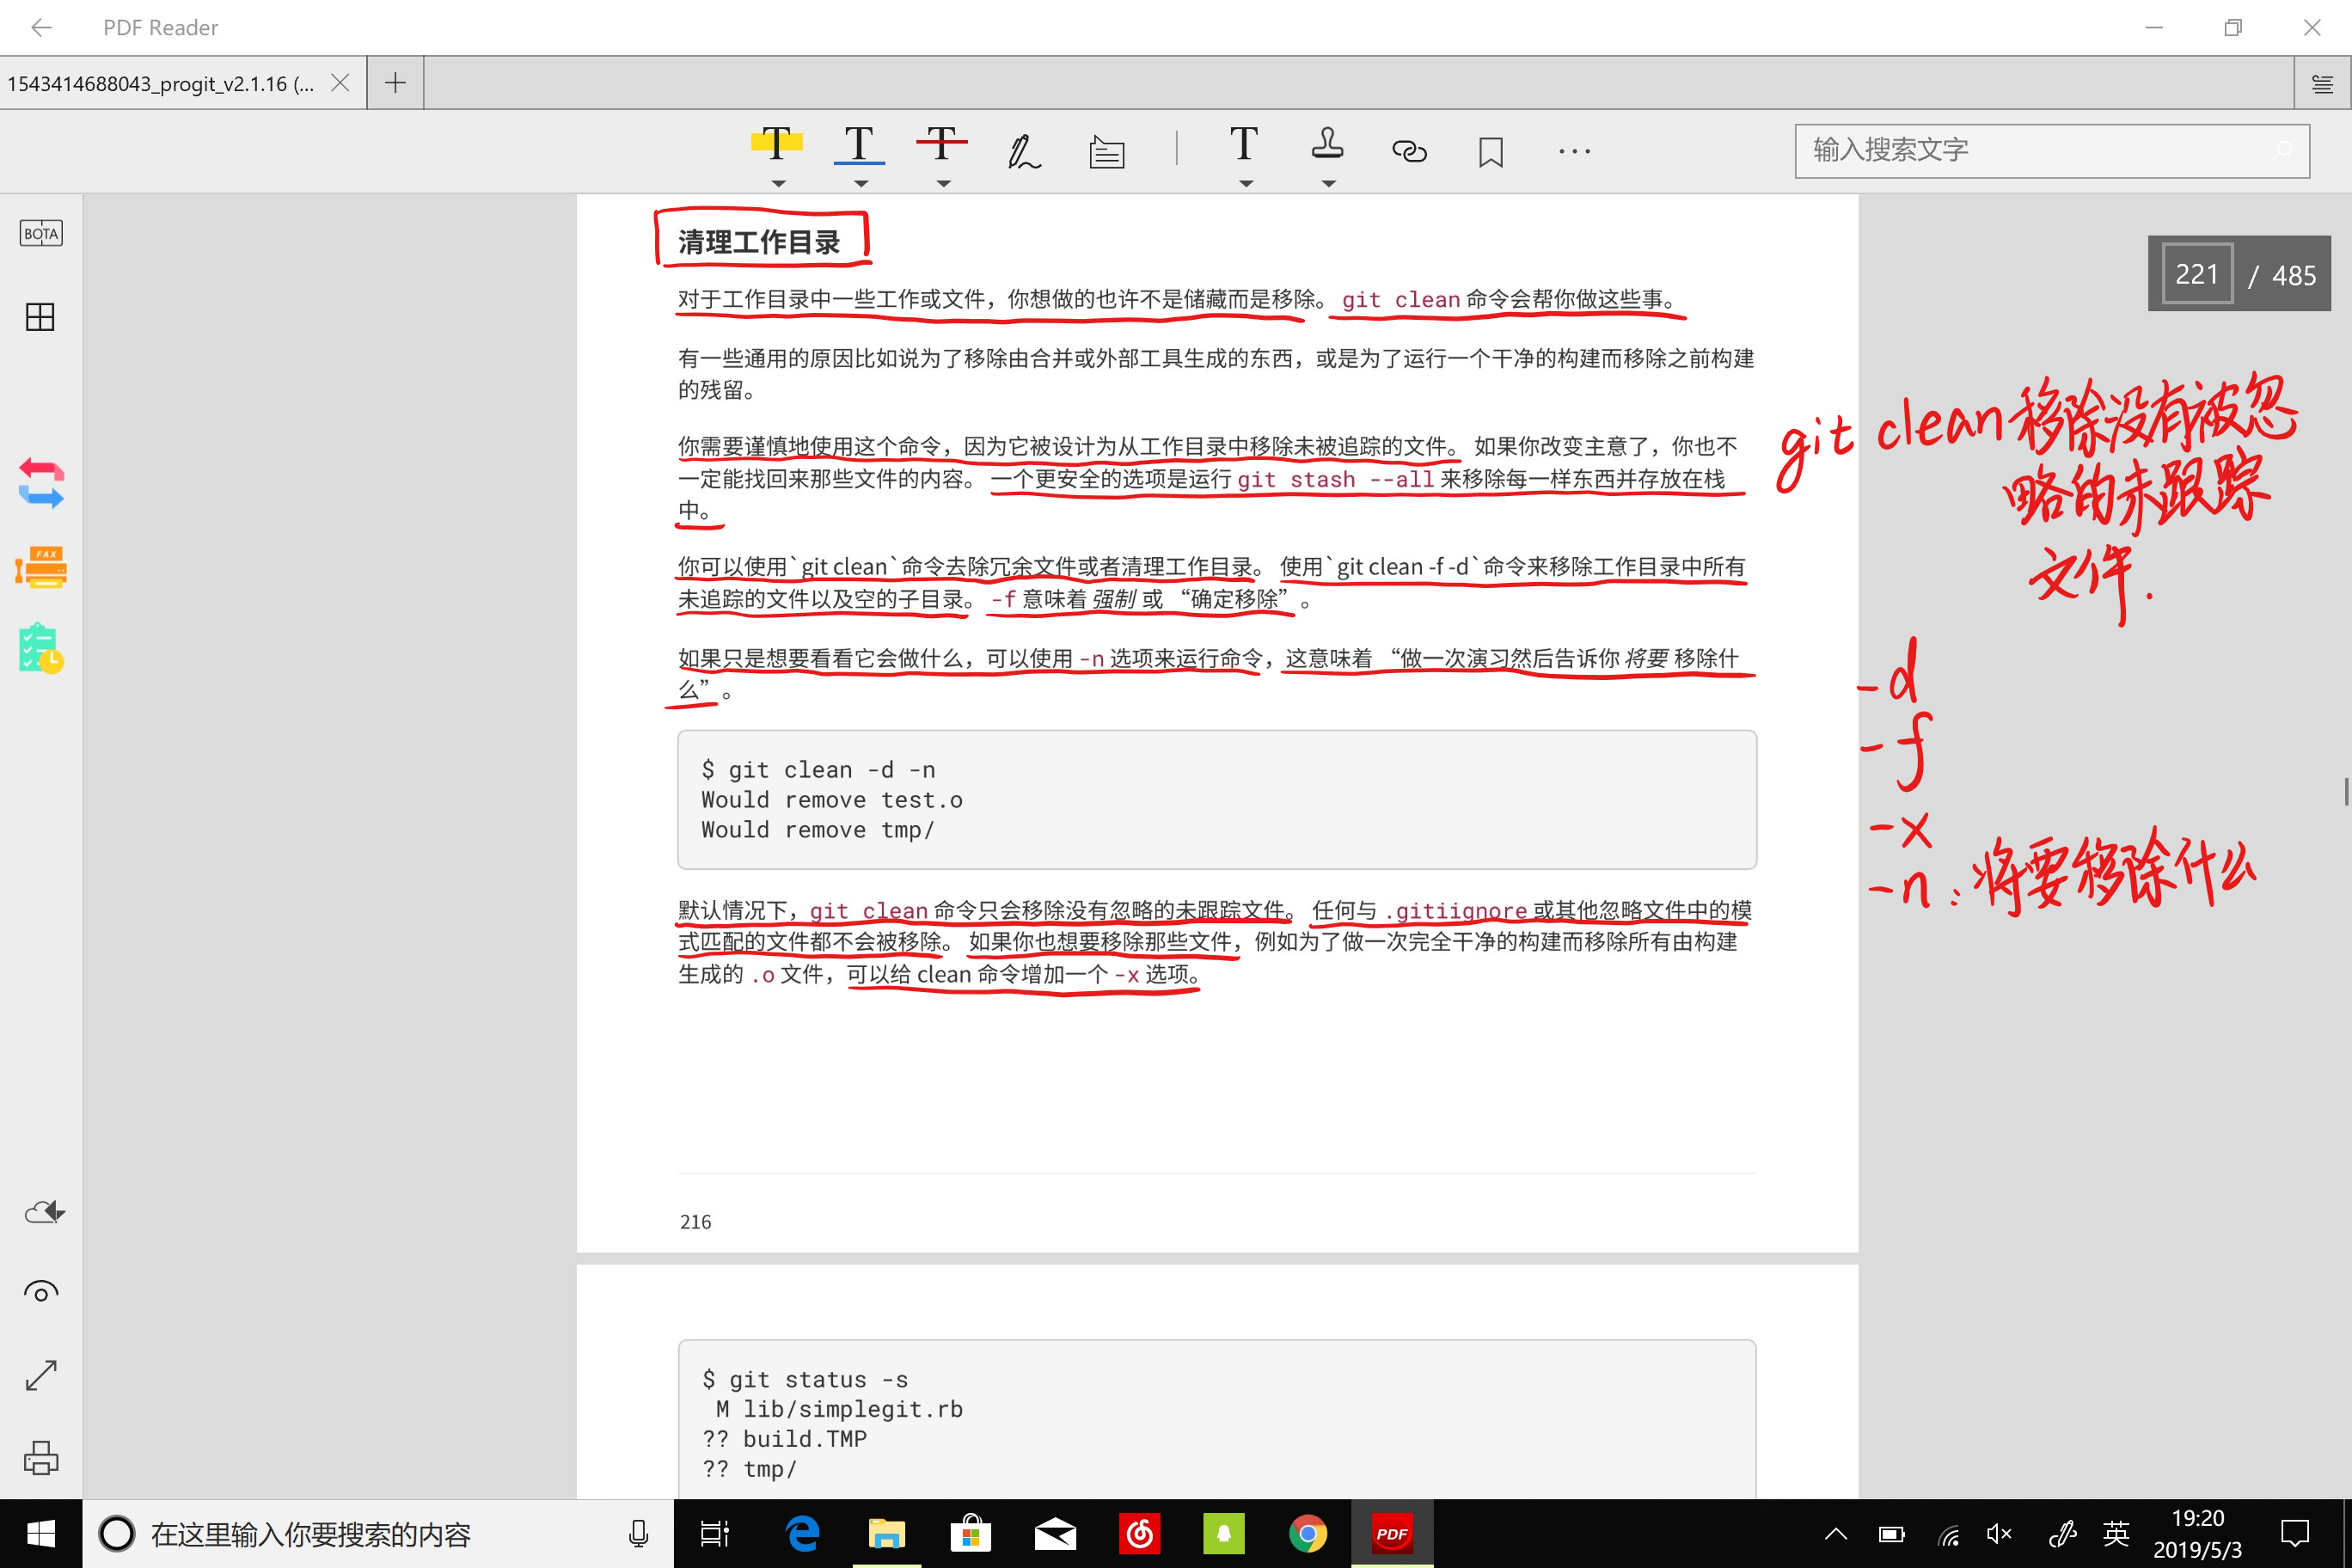 PDF Reader
1543414688043_progit_v2.1.16 (...
T T T T
输入搜索文字
BOTA
FAX
221 / 485
清理工作目录
对于工作目录中一些工作或文件，你想做的也许不是储藏而是移除。 git clean 命令会帮你做这些事。
有一些通用的原因比如说为了移除由合并或外部工具生成的东西，或是为了运行一个干净的构建而移除之前构建
的残留。
你需要谨慎地使用这个命令，因为它被设计为从工作目录中移除未被追踪的文件。 如果你改变主意了，你也不
一定能找回来那些文件的内容。 一个更安全的选项是运行 git stash --all 来移除每一样东西并存放在栈
中。
你可以使用`git clean`命令去除冗余文件或者清理工作目录。 使用`git clean -f -d`命令来移除工作目录中所有
未追踪的文件以及空的子目录。 -f 意味着 强制 或 “确定移除”。
如果只是想要看看它会做什么，可以使用 -n 选项来运行命令，这意味着 “做一次演习然后告诉你 将要 移除什
么”。
$ git clean -d -n
Would remove test.o
Would remove tmp/
默认情况下，git clean 命令只会移除没有忽略的未跟踪文件。 任何与 .gitiignore 或其他忽略文件中的模
式匹配的文件都不会被移除。 如果你也想要移除那些文件，例如为了做一次完全干净的构建而移除所有由构建
生成的 .o 文件，可以给 clean 命令增加一个 -x 选项。
216
$ git status -s
 M lib/simplegit.rb
?? build.TMP
?? tmp/
git clean移除没有被忽
略的未跟踪
文件.
-d
-f
-x
-n：将要移除什么
在这里输入你要搜索的内容
PDF
英
19:20
2019/5/3